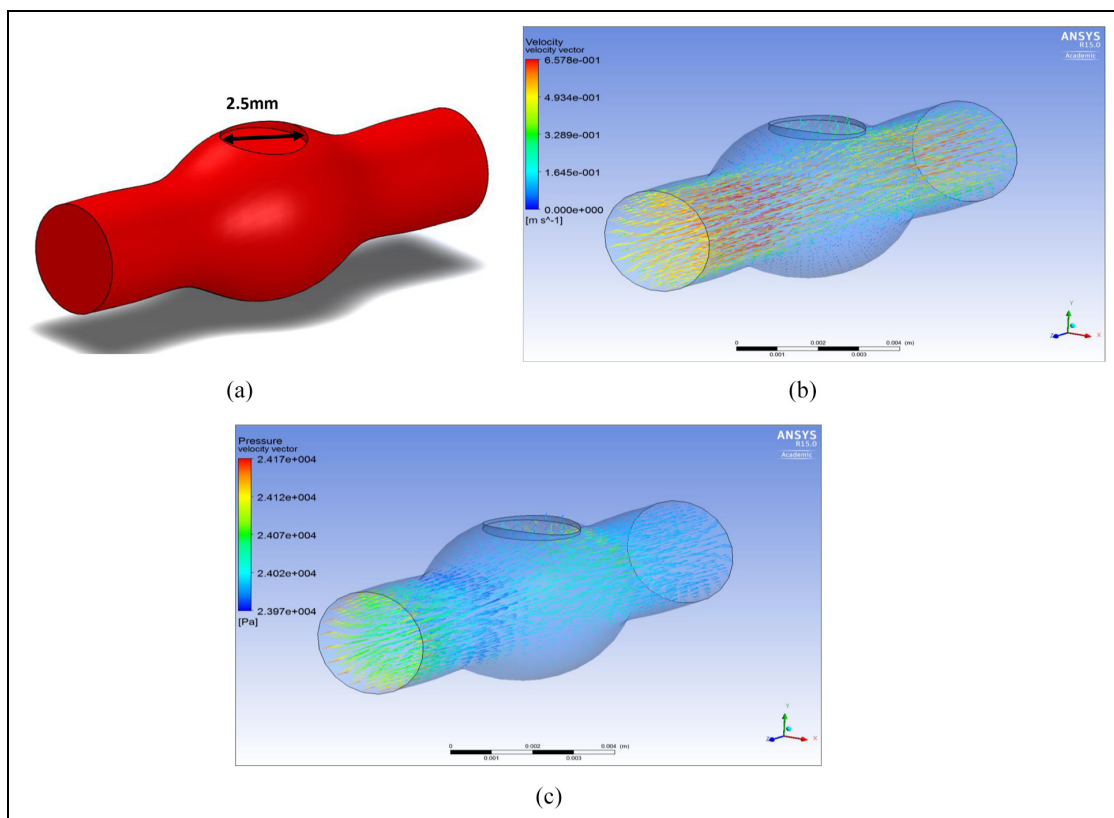 2.5mm
(a)
Velocity
velocity vector
6.578e-001
4.934e-001
3.289e-001
1.645e-001
0.000e+000
[m s^-1]
ANSYS
R15.0
Academic
0 0.002 0.004 (m)
0.001 0.003
Y
Z X
(b)
Pressure
velocity vector
2.417e+004
2.412e+004
2.407e+004
2.402e+004
2.397e+004
[Pa]
ANSYS
R15.0
Academic
0 0.002 0.004 (m)
0.001 0.003
Y
Z X
(c)